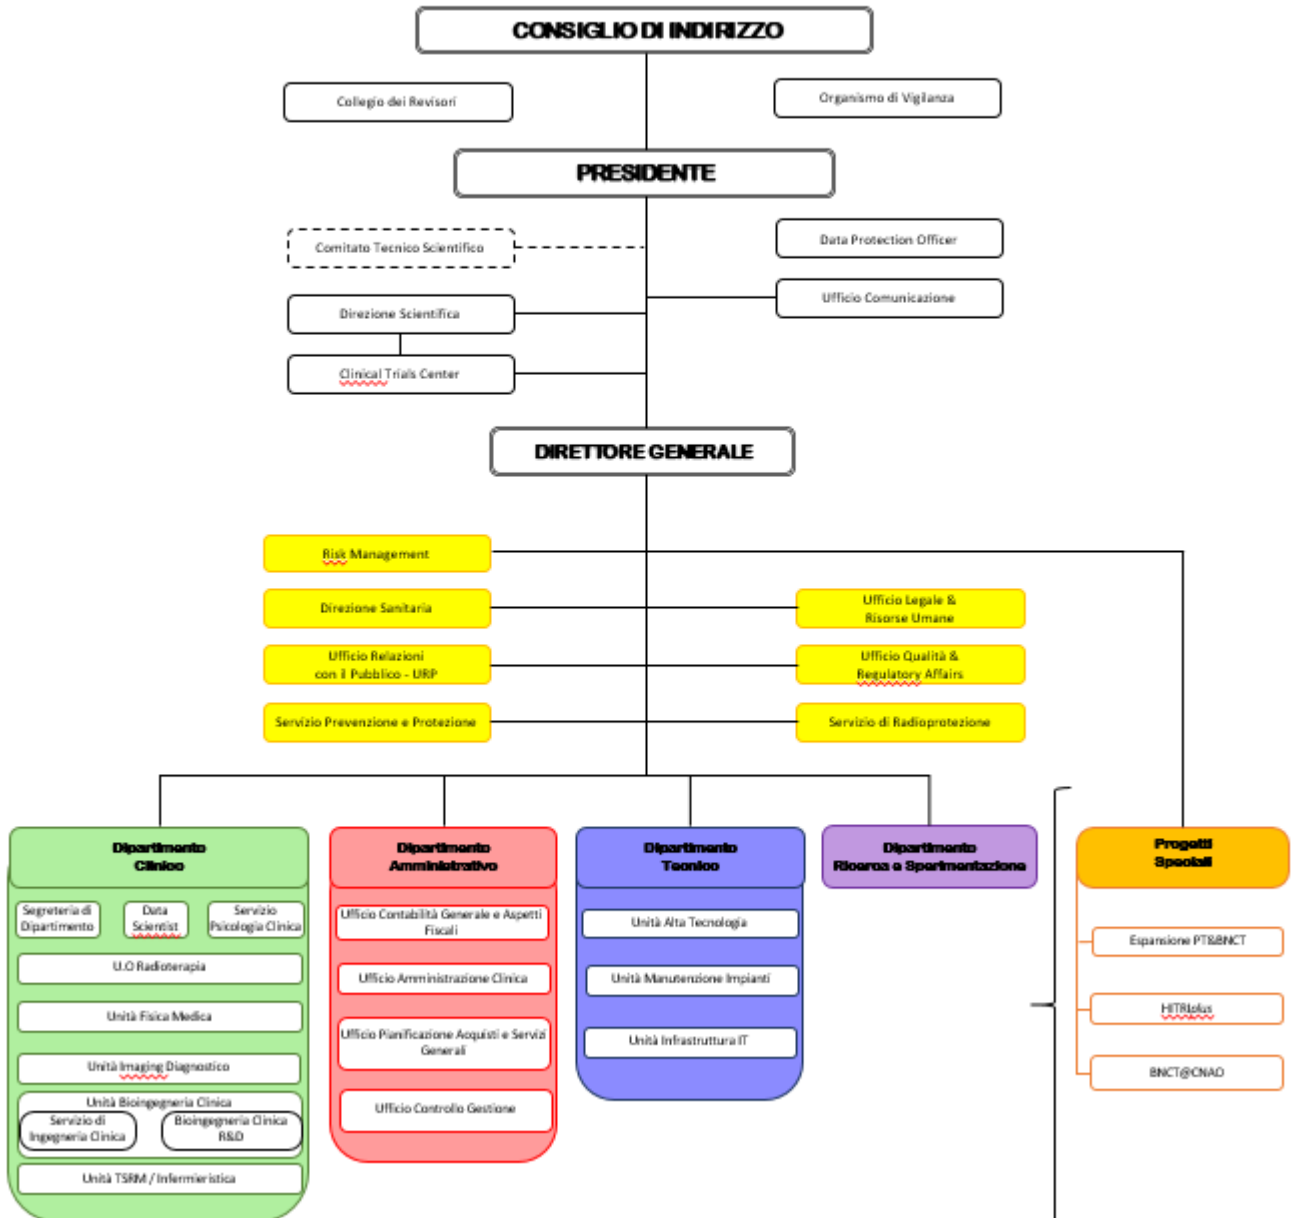 CONSIGLIO DI INDIRIZZO
Collegio dei Revisori
Organismo di Vigilanza
PRESIDENTE
Comitato Tecnico Scientifico
Data Protection Officer
Direzione Scientifica
Ufficio Comunicazione
Clinical Trials Center
DIRETTORE GENERALE
Risk Management
Direzione Sanitaria
Ufficio Legale &
Risorse Umane
Ufficio Relazioni
con il Pubblico - URP
Ufficio Qualità &
Regulatory Affairs
Servizio Prevenzione e Protezione
Servizio di Radioprotezione
Dipartimento
Clinico
Segreteria di
Dipartimento
Data
Scientist
Servizio
Psicologia Clinica
U.O Radioterapia
Unità Fisica Medica
Unità Imaging Diagnostico
Unità Bioingegneria Clinica
Servizio di
Ingegneria Clinica
Bioingegneria Clinica
R&D
Unità TSRM / Infermieristica
Dipartimento
Amministrativo
Ufficio Contabilità Generale e Aspetti
Fiscali
Ufficio Amministrazione Clinica
Ufficio Pianificazione Acquisti e Servizi
Generali
Ufficio Controllo Gestione
Dipartimento
Tecnico
Unità Alta Tecnologia
Unità Manutenzione Impianti
Unità Infrastruttura IT
Dipartimento
Ricerca e Sperimentazione
Progetti
Speciali
Espansione PT&BNCT
HITRIplus
BNCT@CNAO